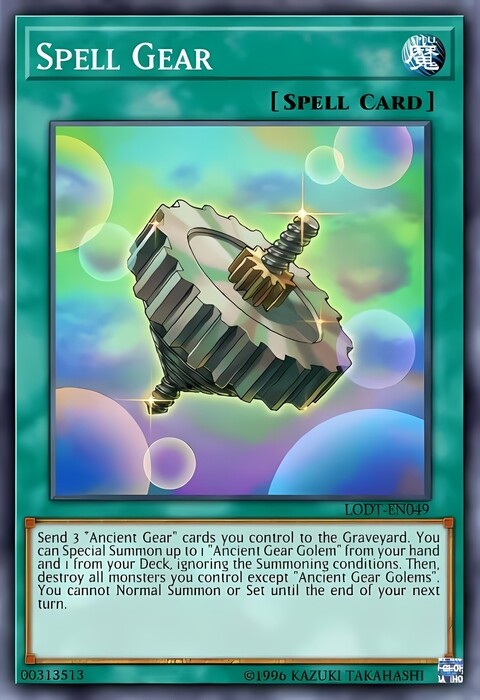 SPELL GEAR
[SPELL CARD]
LODT-EN049
Send 3 "Ancient Gear" cards you control to the Graveyard. You
can Special Summon up to 1 "Ancient Gear Golem" from your hand
and 1 from your Deck, ignoring the Summoning conditions. Then,
destroy all monsters you control except "Ancient Gear Golems".
You cannot Normal Summon or Set until the end of your next
turn.
00313513
©1996 KAZUKI TAKAHASHI